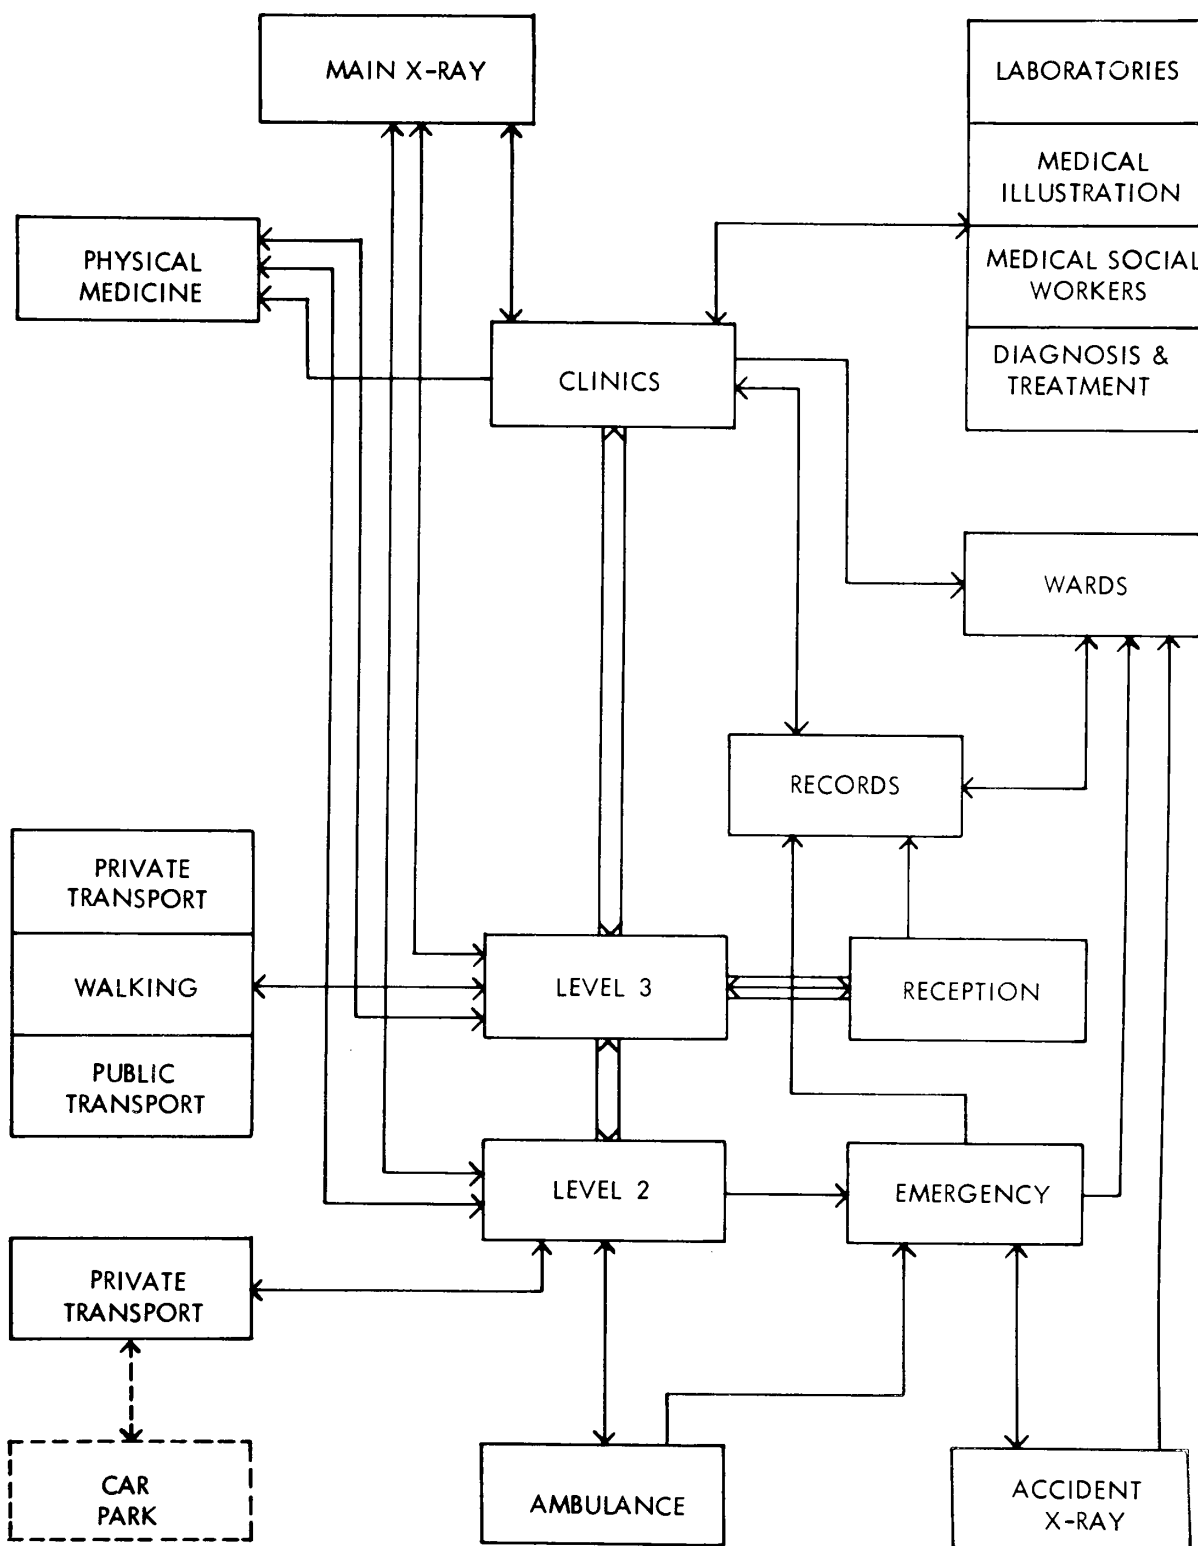 MAIN X-RAY
LABORATORIES
MEDICAL
ILLUSTRATION
MEDICAL SOCIAL
WORKERS
DIAGNOSIS &
TREATMENT
PHYSICAL
MEDICINE
CLINICS
WARDS
RECORDS
PRIVATE
TRANSPORT
WALKING
PUBLIC
TRANSPORT
LEVEL 3
RECEPTION
LEVEL 2
EMERGENCY
PRIVATE
TRANSPORT
CAR
PARK
AMBULANCE
ACCIDENT
X-RAY